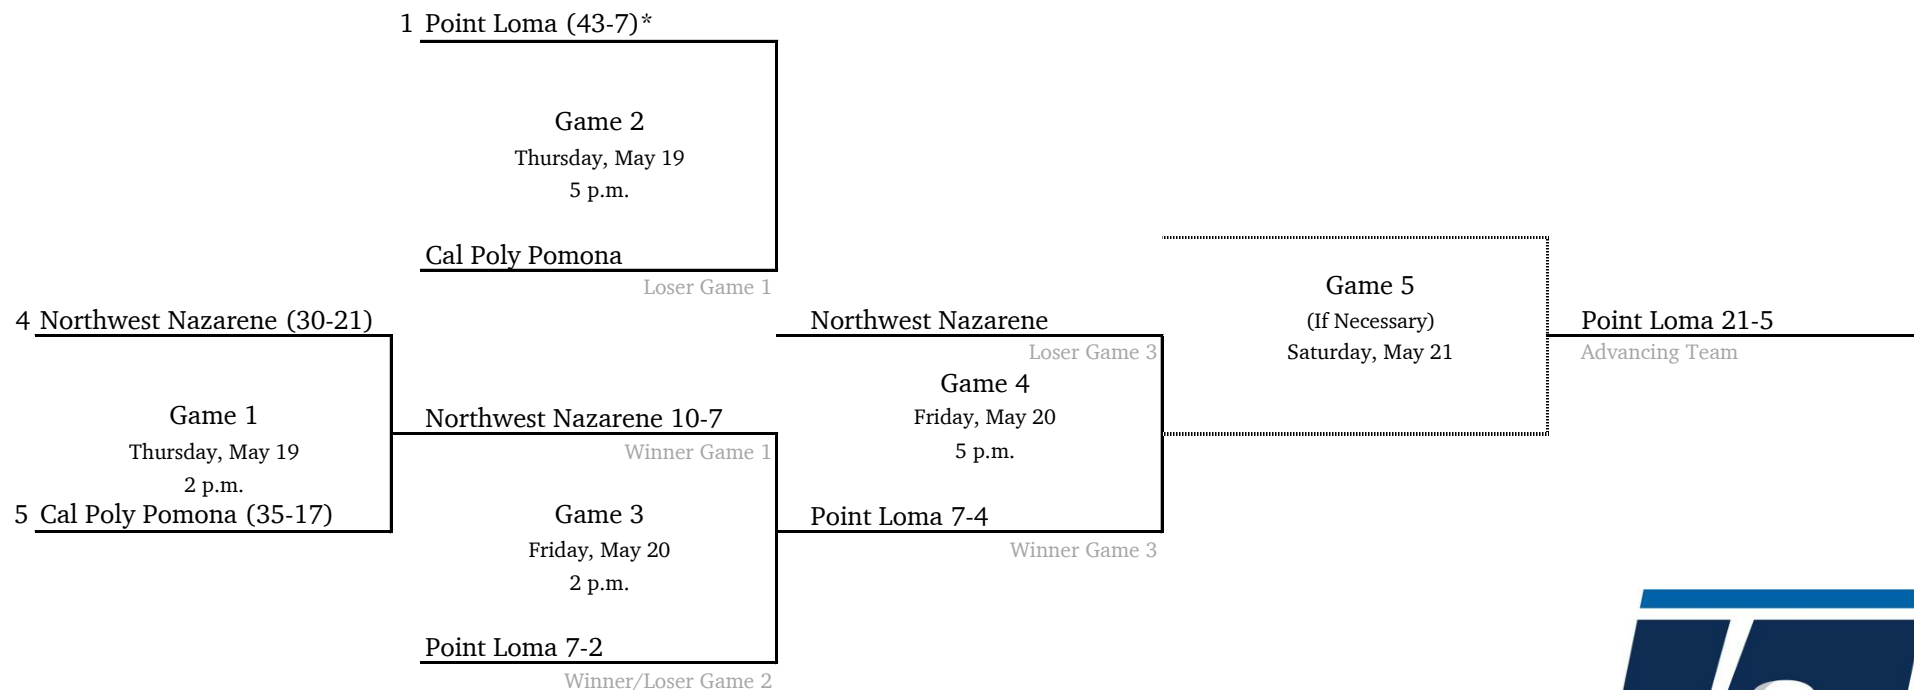 1 Point Loma (43-7)*
Game 2
Thursday, May 19
5 p.m.
Cal Poly Pomona
Loser Game 1
4 Northwest Nazarene (30-21)
Game 1
Thursday, May 19
2 p.m.
5 Cal Poly Pomona (35-17)
Northwest Nazarene 10-7
Winner Game 1
Game 3
Friday, May 20
2 p.m.
Point Loma 7-2
Winner/Loser Game 2
Northwest Nazarene
Loser Game 3
Game 4
Friday, May 20
5 p.m.
Point Loma 7-4
Winner Game 3
Game 5
(If Necessary)
Saturday, May 21
Point Loma 21-5
Advancing Team